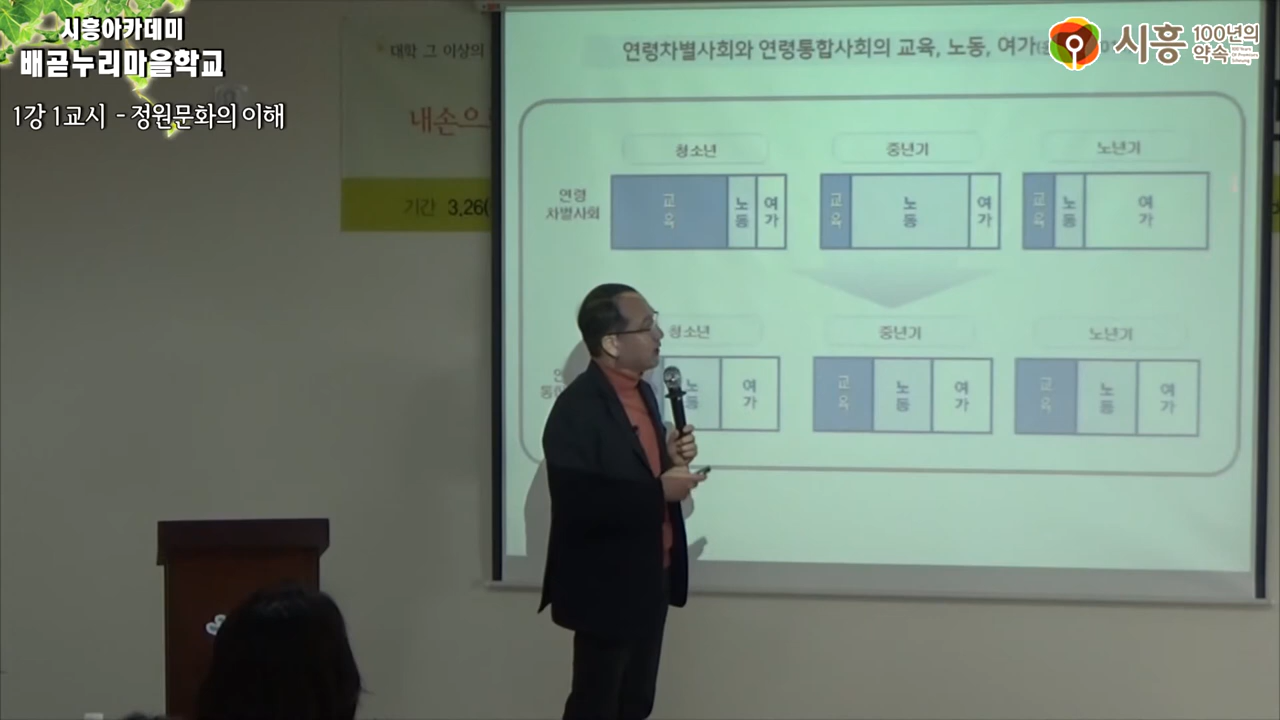 시흥아카데미
배곧누리마을학교
1강 1교시 - 정원문화의 이해
시흥 100년의 약속
대학 그 이상의
내손으
기간 3.26(
연령차별사회와 연령통합사회의 교육, 노동, 여가
청소년 중년기 노년기
연령
차별사회
교육 노동 여가 교육 노동 여가 교육 노동 여가
청소년 중년기 노년기
노동 여가 교육 노동 여가 교육 노동 여가